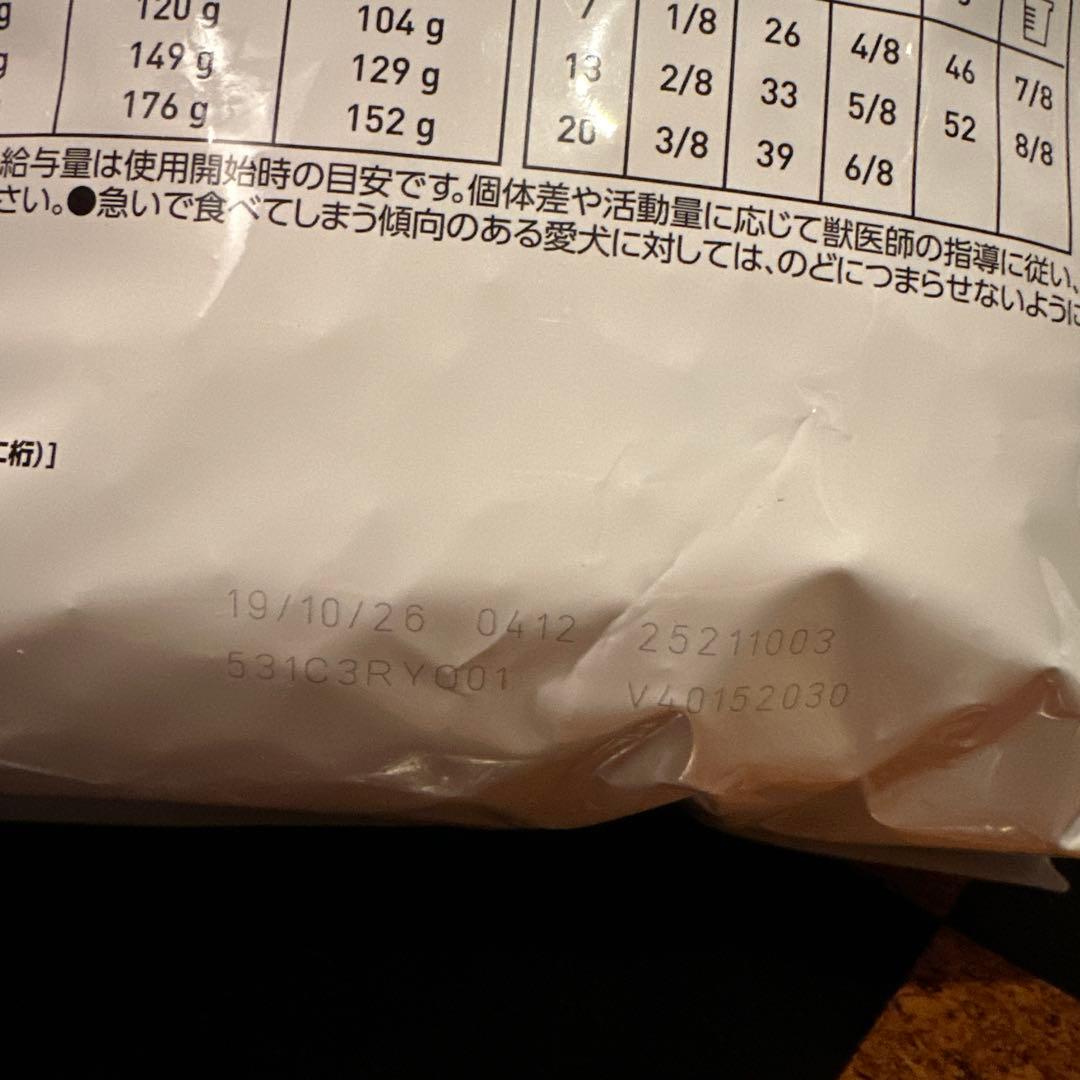 120 g 104 g 7 1/8 26 4/8 46 7/8
149 g 129 g 13 2/8 33 5/8 52 8/8
176 g 152 g 20 3/8 39 6/8
給与量は使用開始時の目安です。個体差や活動量に応じて獣医師の指導に従い、
さい。●急いで食べてしまう傾向のある愛犬に対しては、のどにつまらせないように
二桁)]
19/10/26 0412 25211003
531C3RY001 V40152030